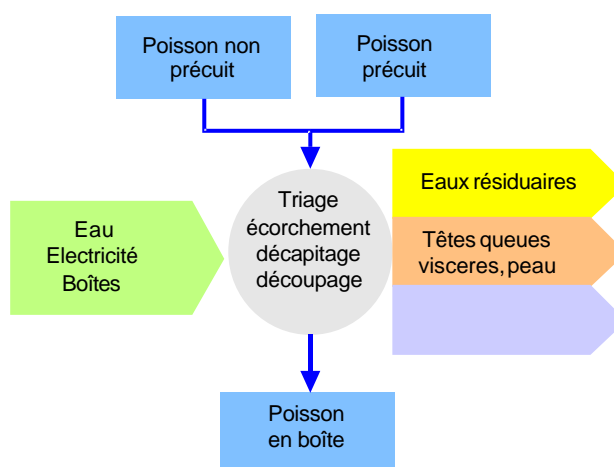 Poisson non
précuit
Poisson
précuit
Eau
Electricité
Boîtes
Triage
écorchement
décapitage
découpage
Eaux résiduaires
Têtes queues
visceres, peau
Poisson
en boîte